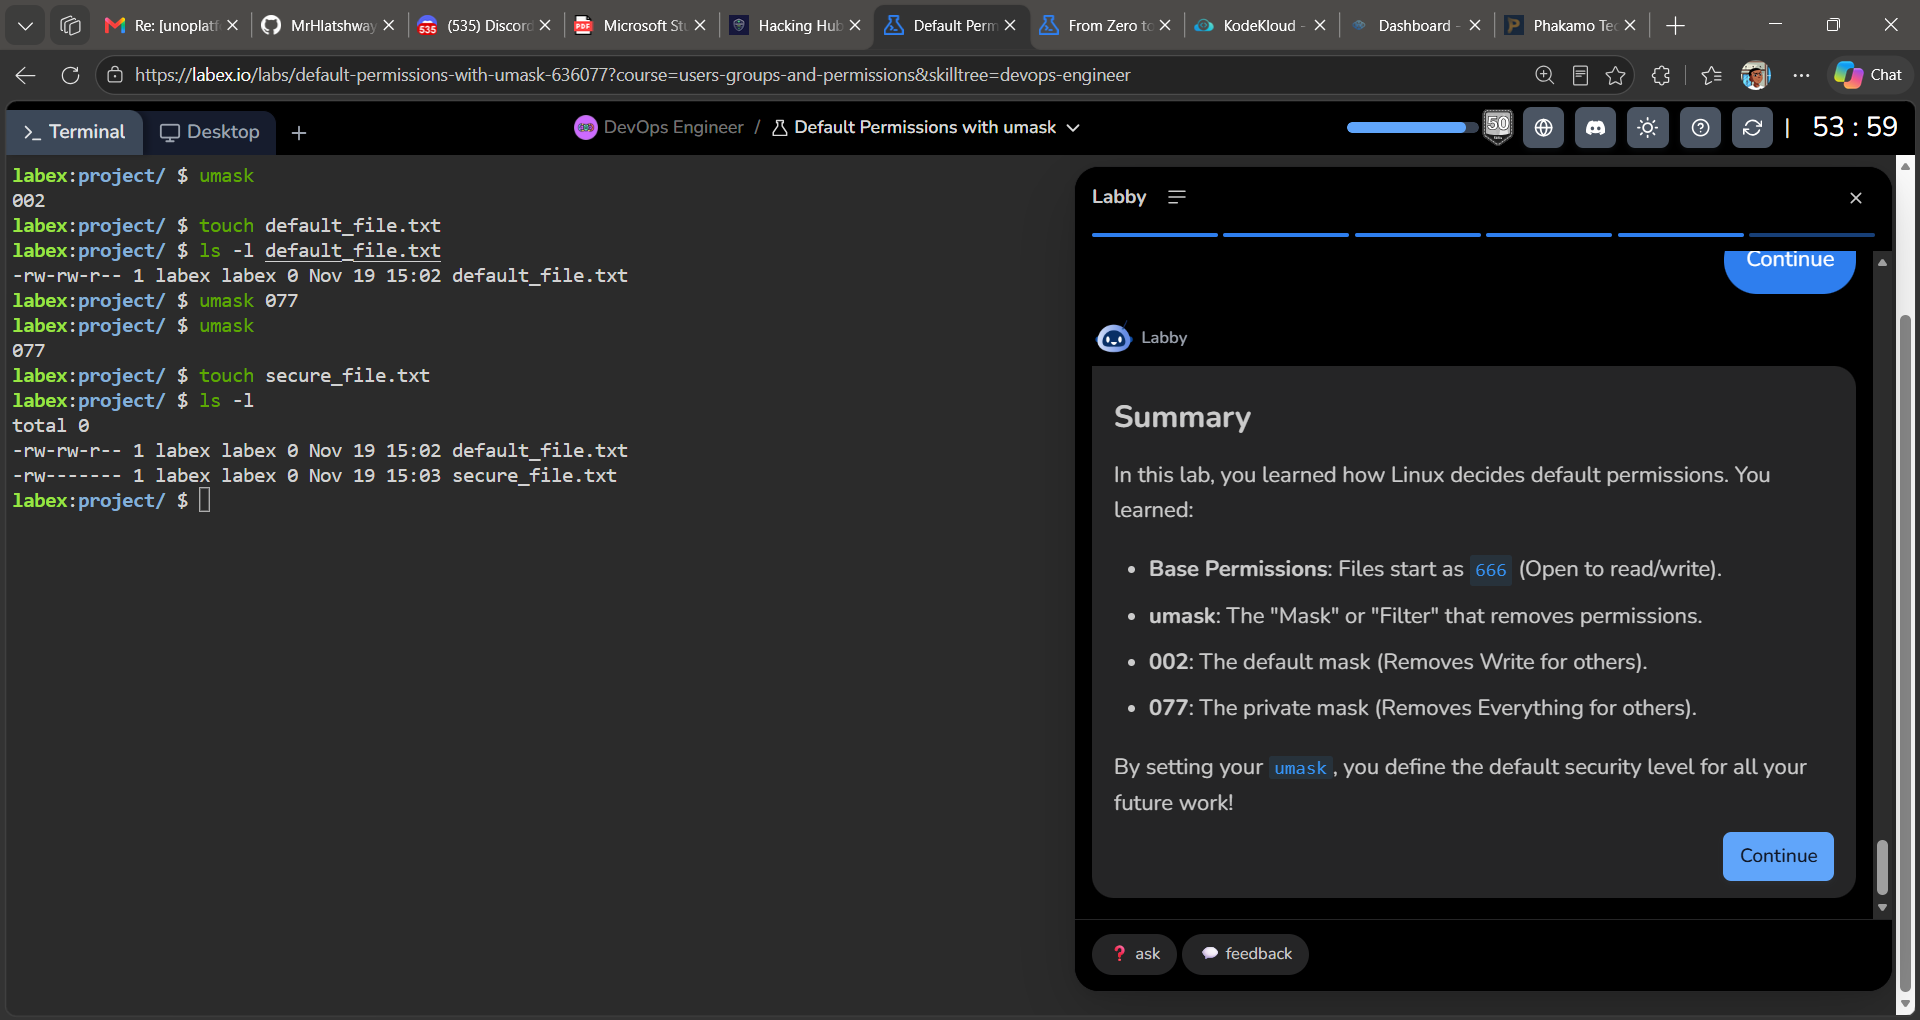 Re: [unoplatf
MrHlatshway
(535) Discord
Microsoft Stu
Hacking Hub
Default Perm
From Zero to
KodeKloud -
Dashboard -
Phakamo Tec
https://labex.io/labs/default-permissions-with-umask-636077?course=users-groups-and-permissions&skilltree=devops-engineer
Chat
>_ Terminal
Desktop
DevOps Engineer / Default Permissions with umask
50
53 : 59
labex:project/ $ umask
002
labex:project/ $ touch default_file.txt
labex:project/ $ ls -l default_file.txt
-rw-rw-r-- 1 labex labex 0 Nov 19 15:02 default_file.txt
labex:project/ $ umask 077
labex:project/ $ umask
077
labex:project/ $ touch secure_file.txt
labex:project/ $ ls -l
total 0
-rw-rw-r-- 1 labex labex 0 Nov 19 15:02 default_file.txt
-rw------- 1 labex labex 0 Nov 19 15:03 secure_file.txt
labex:project/ $
Labby
Continue
Labby
Summary
In this lab, you learned how Linux decides default permissions. You
learned:
• Base Permissions: Files start as 666 (Open to read/write).
• umask: The "Mask" or "Filter" that removes permissions.
• 002: The default mask (Removes Write for others).
• 077: The private mask (Removes Everything for others).
By setting your umask, you define the default security level for all your
future work!
Continue
ask
feedback